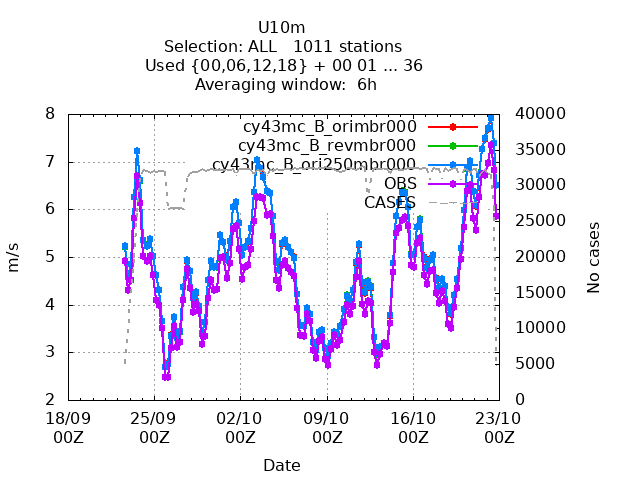 U10m
Selection: ALL   1011 stations
Used {00,06,12,18} + 00 01 ... 36
Averaging window:  6h
cy43mc_B_orimbr000
cy43mc_B_revmbr000
cy43mc_B_ori250mbr000
OBS
CASES
8
7
6
5
4
3
2
m/s
40000
35000
30000
25000
20000
15000
10000
5000
0
No cases
18/09 25/09 02/10 09/10 16/10 23/10
00Z 00Z 00Z 00Z 00Z 00Z
Date